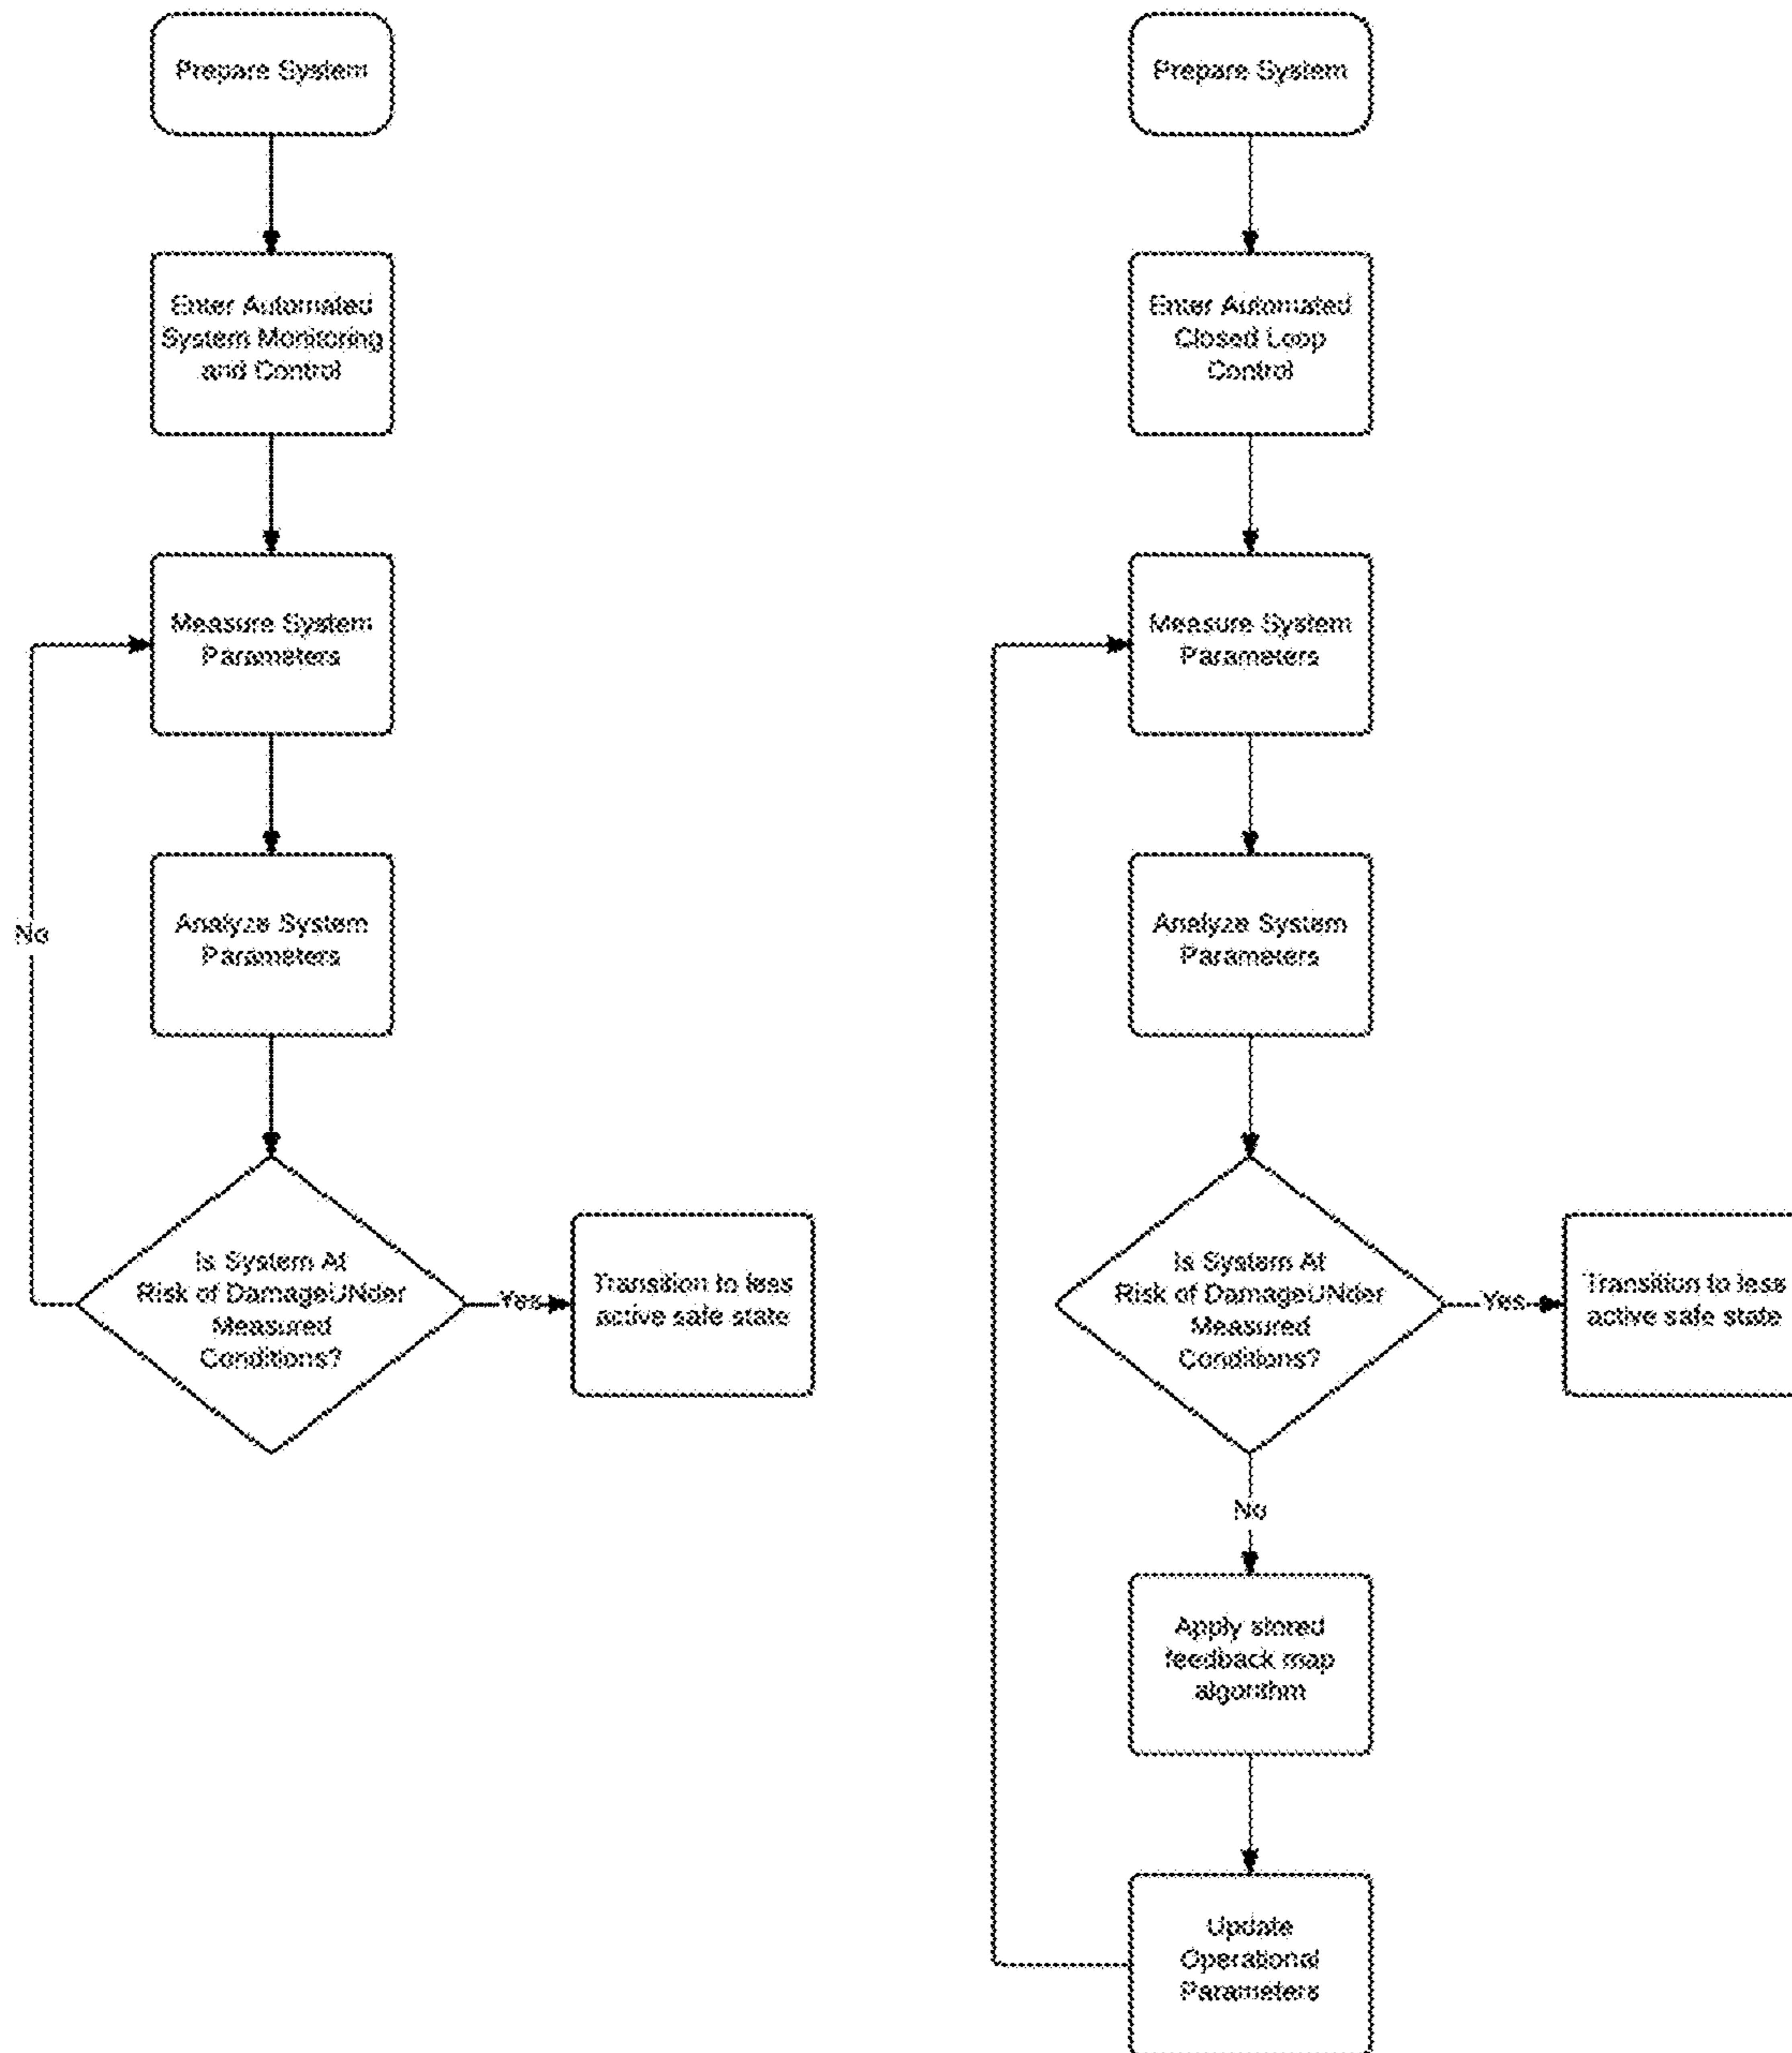 Prepare System
Enter Automated
System Monitoring
and Control
Measure System
Parameters
No
Analyze System
Parameters
Is System At
Risk of DamageUNder
Measured
Conditions?
Yes
Transition to less
active safe state
Prepare System
Enter Automated
Closed Loop
Control
Measure System
Parameters
Analyze System
Parameters
Is System At
Risk of DamageUNder
Measured
Conditions?
Yes
Transition to less
active safe state
No
Apply stored
feedback map
algorithm
Update
Operational
Parameters